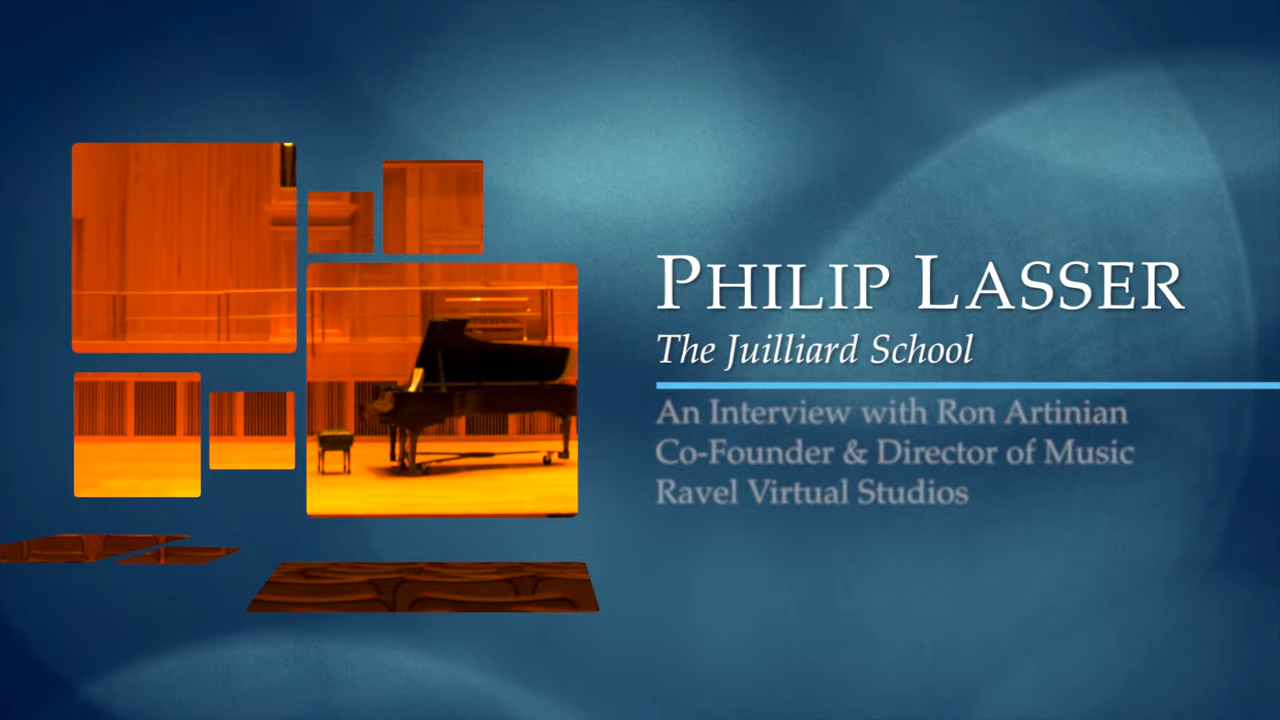 PHILIP LASSER
The Juilliard School
An Interview with Ron Artinian
Co-Founder & Director of Music
Ravel Virtual Studios